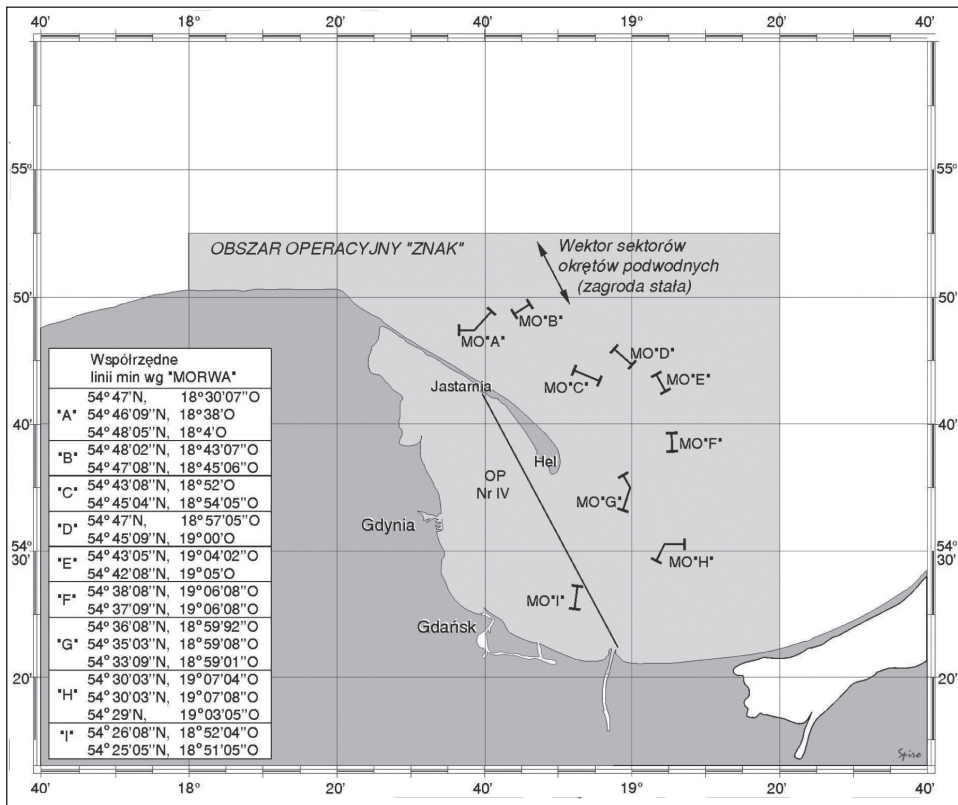 40' 18° 20' 40' 19° 20' 40'
55°
50'
40'
54°
30'
20'
55°
50'
40'
54°
30'
20'
OBSZAR OPERACYJNY "ZNAK"
Wektor sektorów
okrętów podwodnych
(zagroda stała)
MO"A"
MO"B"
MO"C"
MO"D"
MO"E"
MO"F"
MO"G"
MO"H"
MO"I"
Jastarnia
Hel
OP
Nr IV
Gdynia
Gdańsk
Współrzędne
linii min wg "MORWA"
"A" 54°47'N, 18°30'07"O
54°46'09"N, 18°38'O
54°48'05"N, 18°4'O
"B" 54°48'02"N, 18°43'07"O
54°47'08"N, 18°45'06"O
"C" 54°43'08"N, 18°52'O
54°45'04"N, 18°54'05"O
"D" 54°47'N, 18°57'05"O
54°45'09"N, 19°00'O
"E" 54°43'05"N, 19°04'02"O
54°42'08"N, 19°05'O
"F" 54°38'08"N, 19°06'08"O
54°37'09"N, 19°06'08"O
"G" 54°36'08"N, 18°59'92"O
54°35'03"N, 18°59'08"O
54°33'09"N, 18°59'01"O
"H" 54°30'03"N, 19°07'04"O
54°30'03"N, 19°07'08"O
54°29'N, 19°03'05"O
"I" 54°26'08"N, 18°52'04"O
54°25'05"N, 18°51'05"O
Spiro
40' 18° 20' 40' 19° 20' 40'